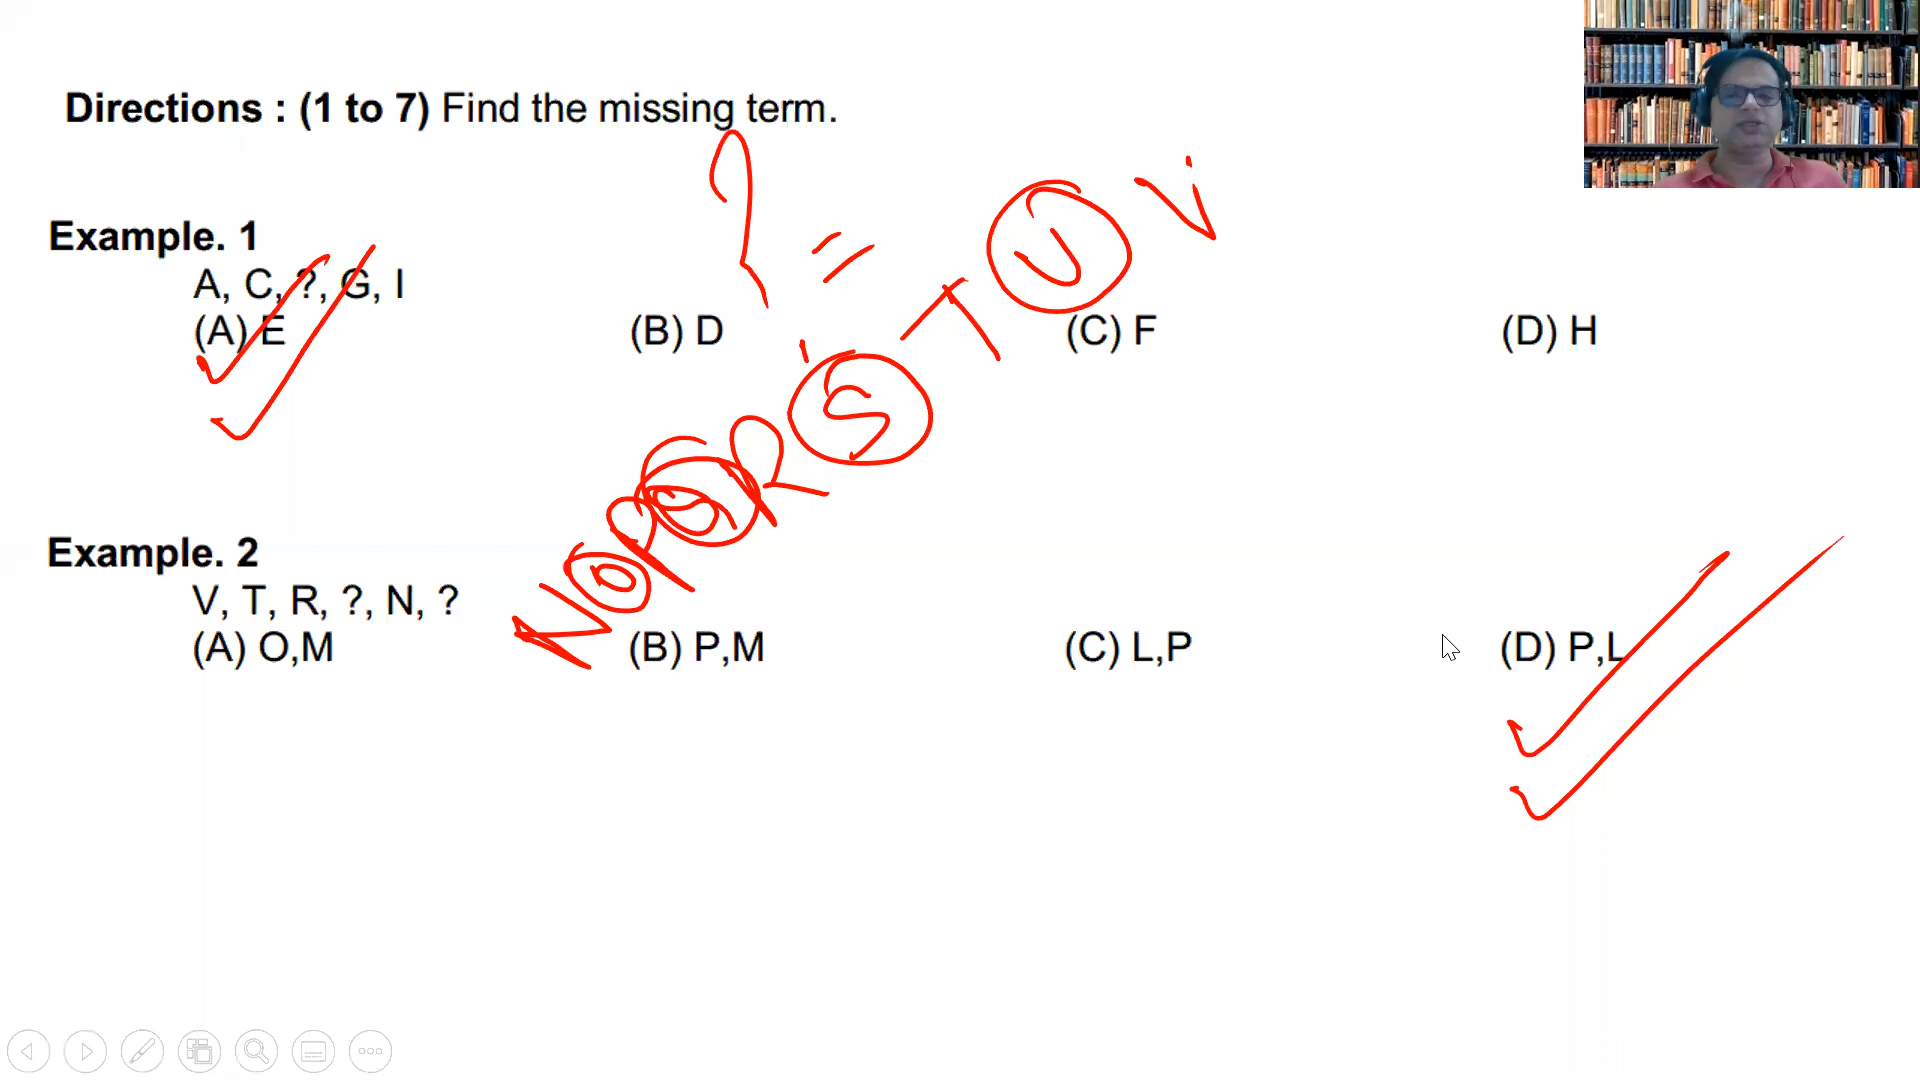 Directions : (1 to 7) Find the missing term.
? =
Example. 1
A, C, ?, G, I
(A) E (B) D (C) F (D) H
N O P Q R S T U V
Example. 2
V, T, R, ?, N, ?
(A) O,M (B) P,M (C) L,P (D) P,L